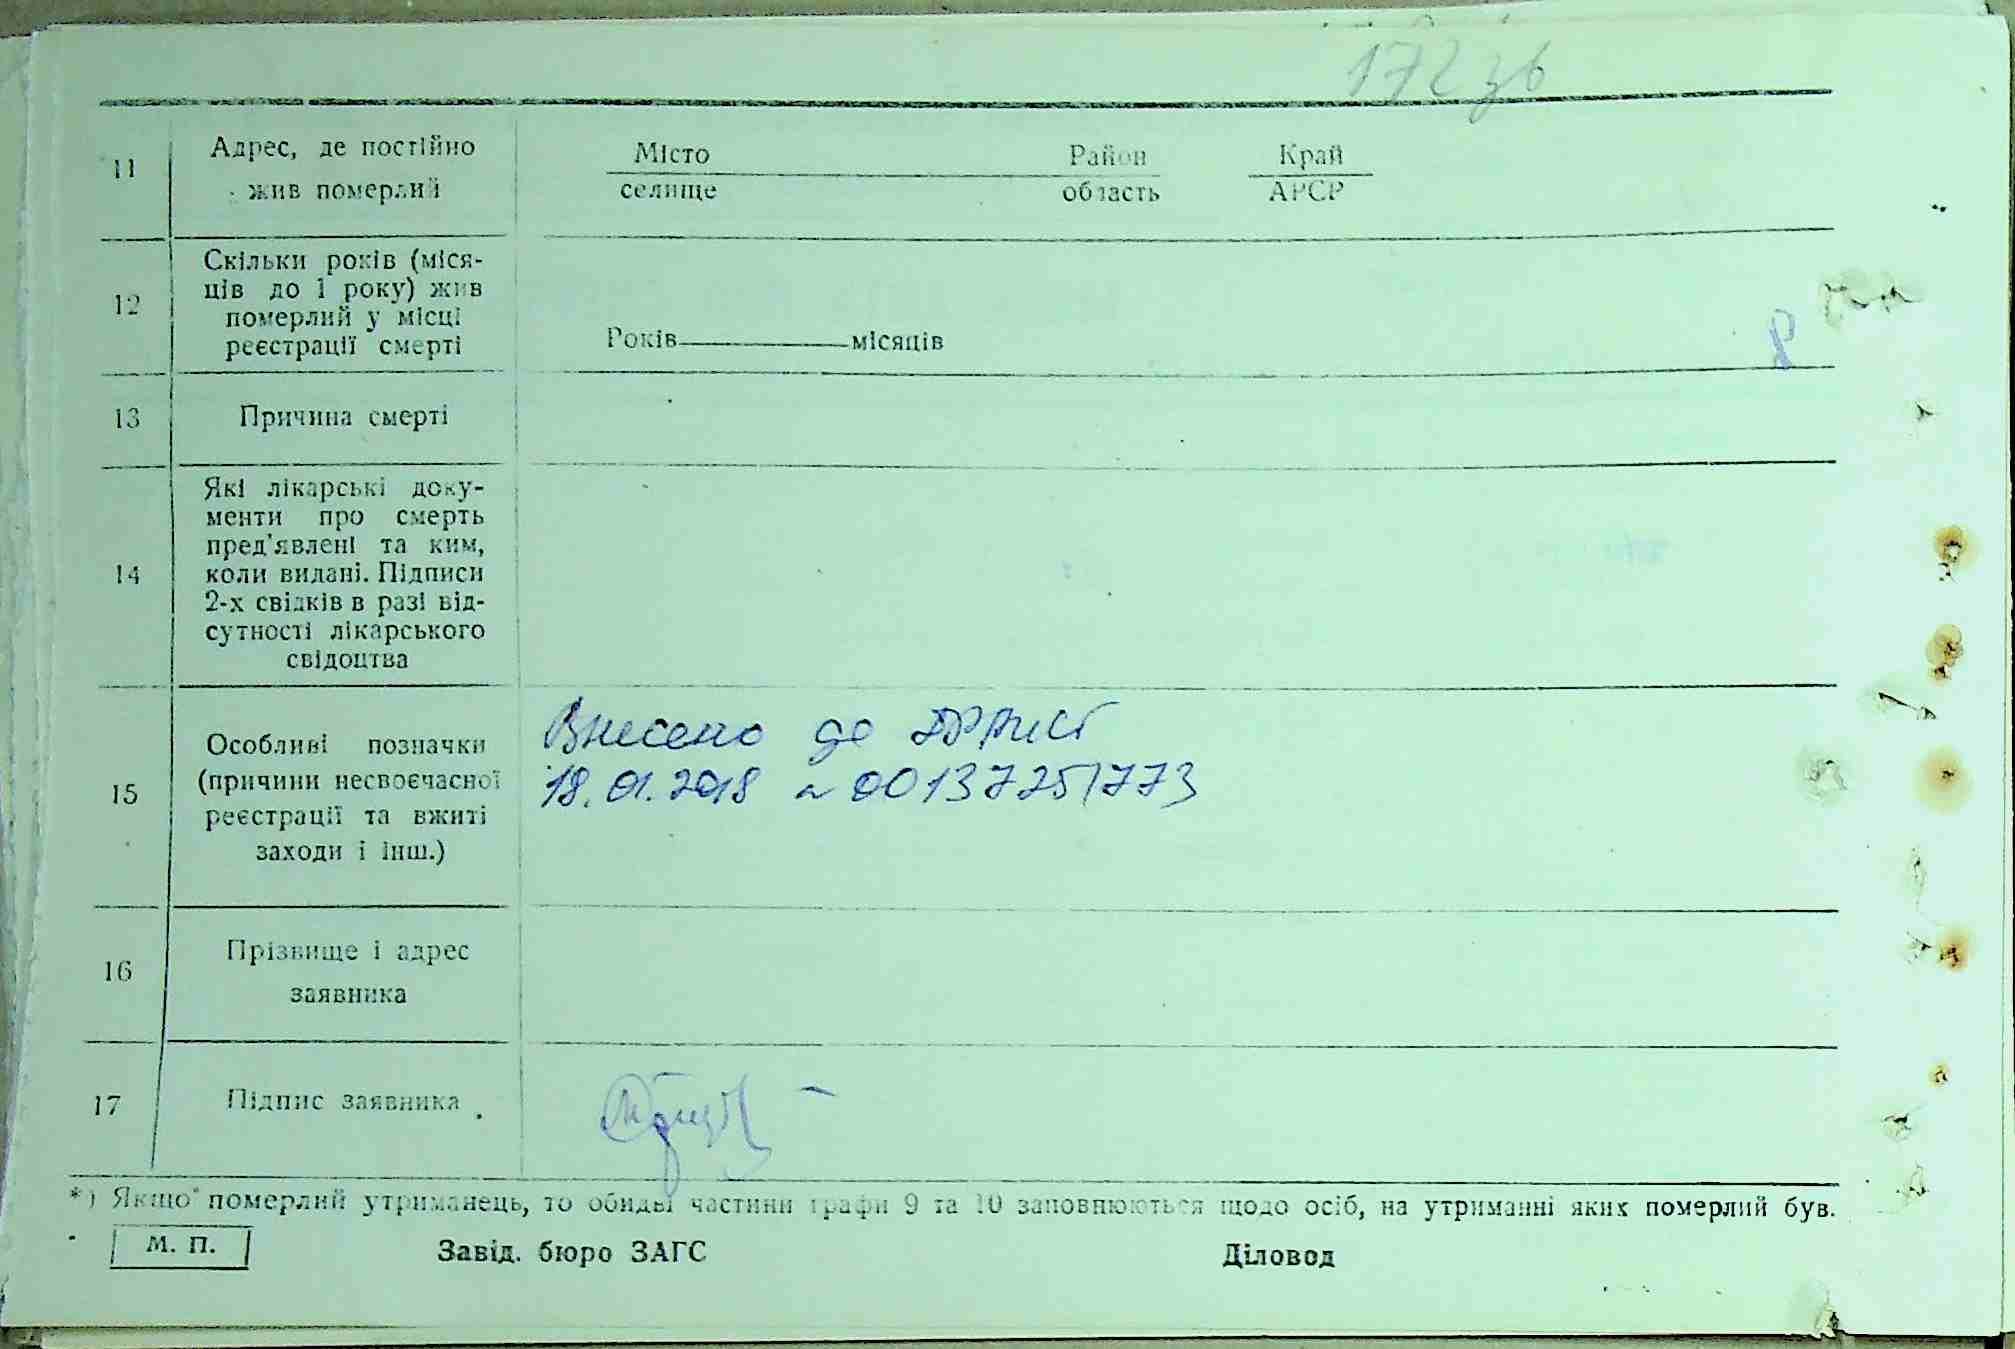 172 зв
11 Адрес, де постійно жив померлий Місто селище Район область Край АРСР
12 Скільки років (міся-
ців до 1 року) жив
померлий у місці
реєстрації смерті Років місяців
13 Причина смерті
14 Які лікарські доку-
менти про смерть
пред'явлені та ким,
коли видані. Підписи
2-х свідків в разі від-
сутності лікарського
свідоцтва
15 Особливі позначки
(причини несвоєчасної
реєстрації та вжиті
заходи і інш.)
Внесено до ДРАЦСГ
18.01.2018 № 00137251773
16 Прізвище і адрес
заявника
17 Підпис заявника
*) Якщо померлий утриманець, то обидві частини графи 9 та 10 заповнюються щодо осіб, на утриманні яких померлий був.
М. П. Завід. бюро ЗАГС Діловод